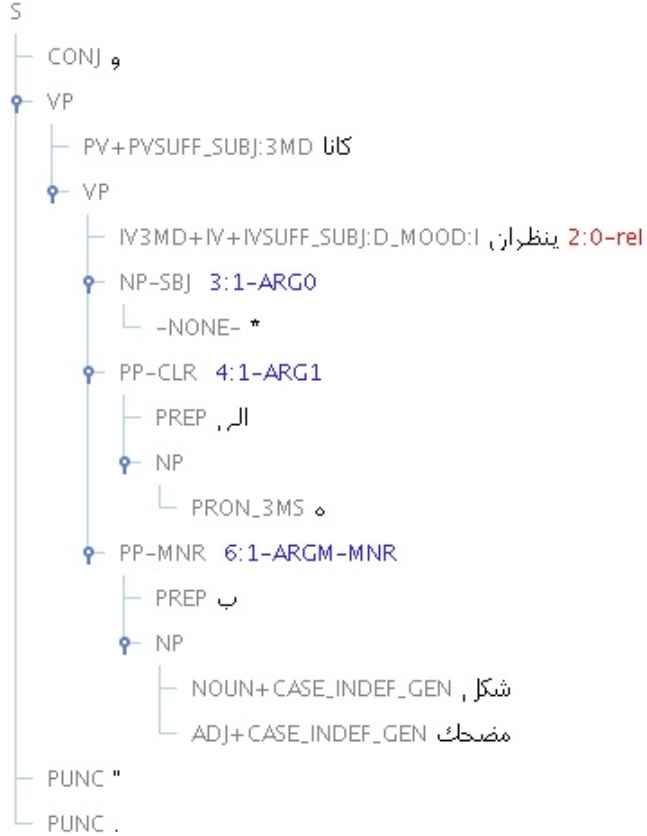 S
CONJ و
VP
PV+PVSUFF_SUBJ:3MD كانا
VP
IV3MD+IV+IVSUFF_SUBJ:D_MOOD:I ينظران 2:0-rel
NP-SBJ 3:1-ARG0
-NONE- *
PP-CLR 4:1-ARG1
PREP الى
NP
PRON_3MS ه
PP-MNR 6:1-ARGM-MNR
PREP ب
NP
NOUN+CASE_INDEF_GEN شكلٍ
ADJ+CASE_INDEF_GEN مضحك
PUNC "
PUNC .